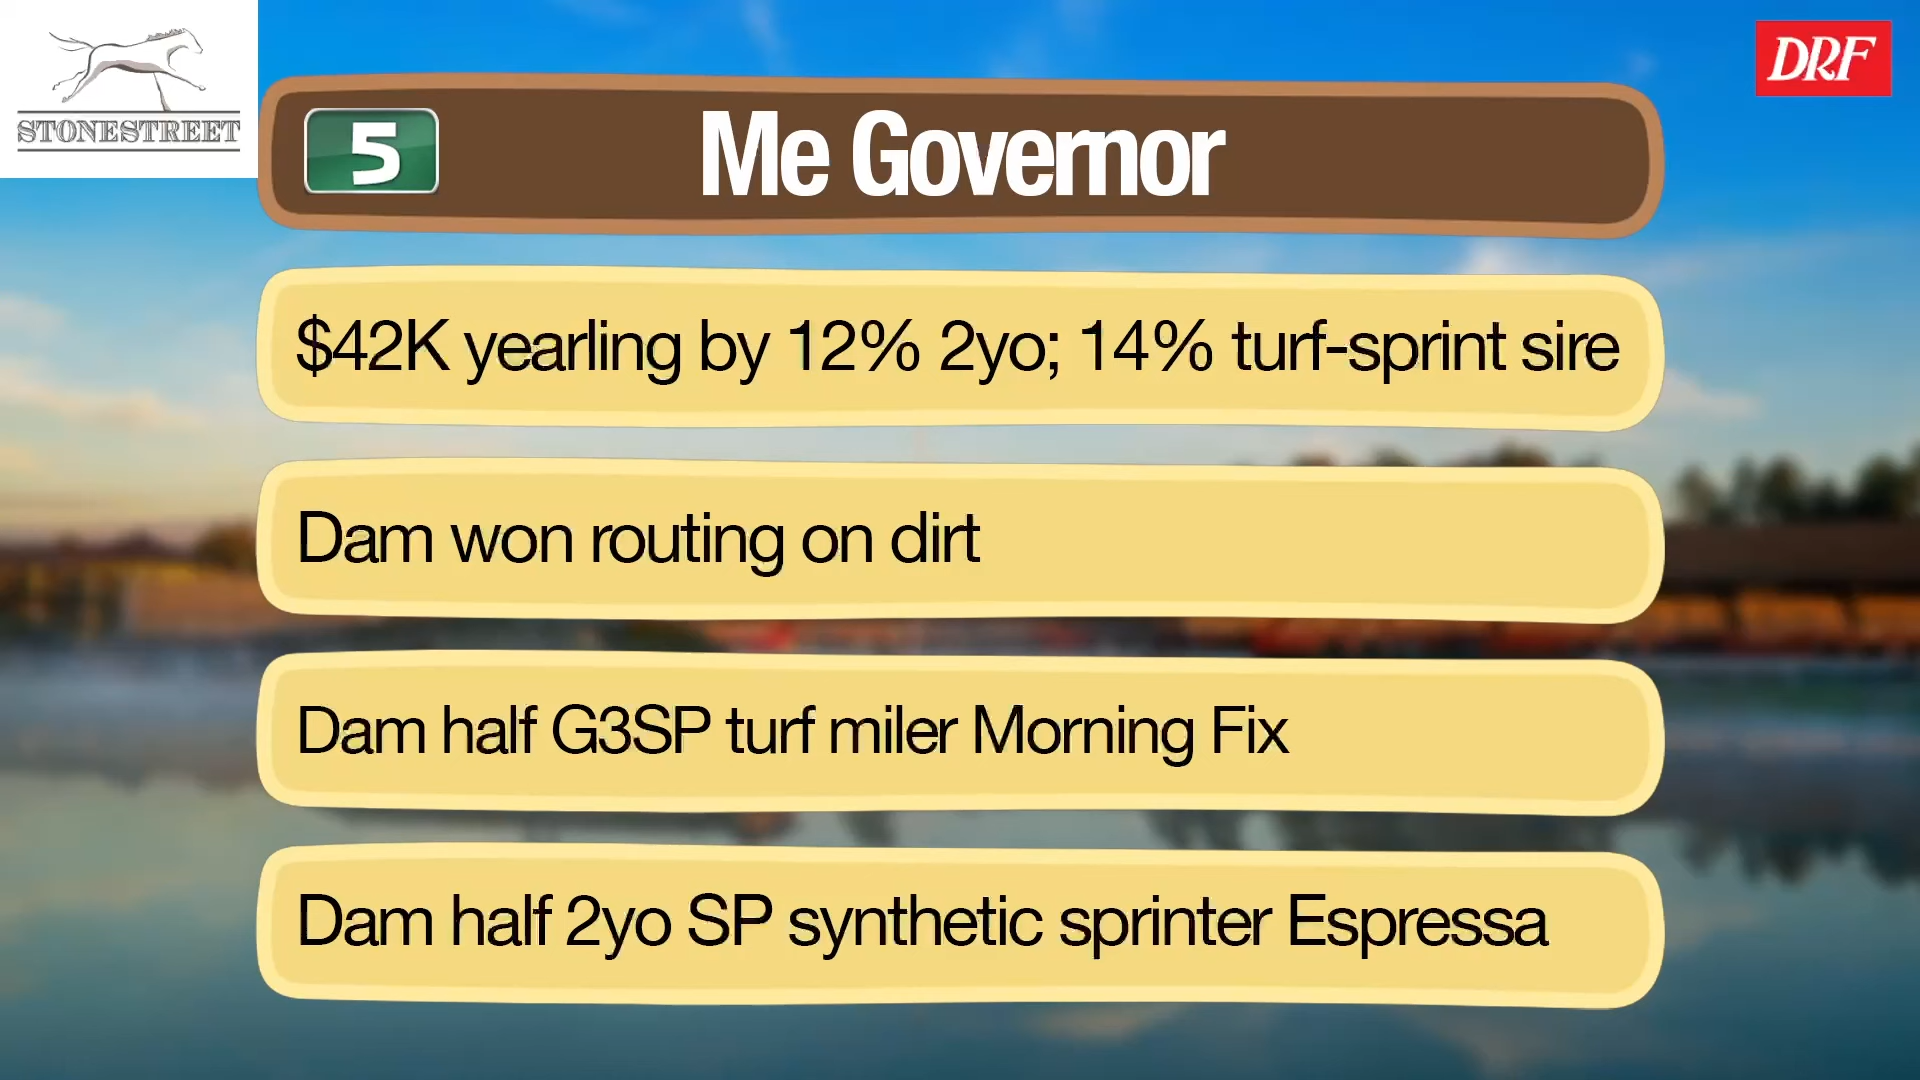 STONESTREET
DRF
5
Me Governor
$42K yearling by 12% 2yo; 14% turf-sprint sire
Dam won routing on dirt
Dam half G3SP turf miler Morning Fix
Dam half 2yo SP synthetic sprinter Espressa